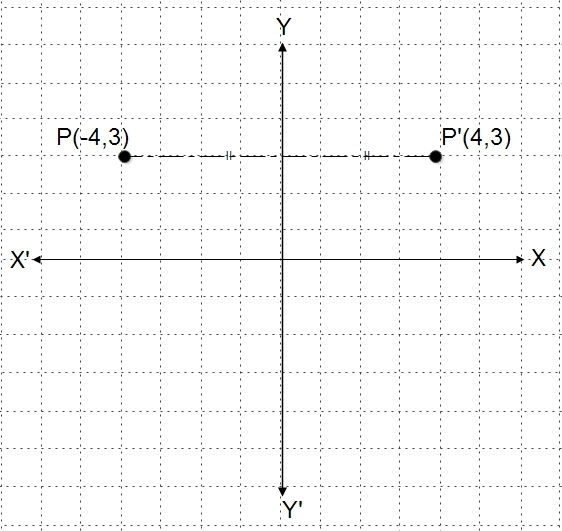 Y
P(-4,3)
P'(4,3)
X'
X
Y'